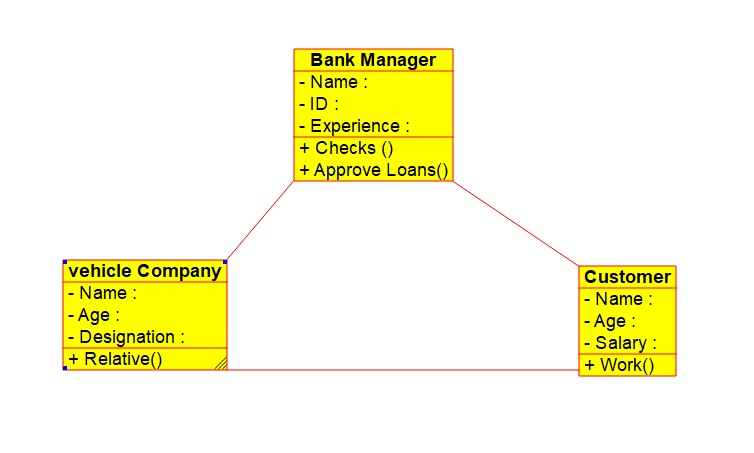 Bank Manager
- Name :
- ID :
- Experience :
+ Checks ()
+ Approve Loans()
vehicle Company
- Name :
- Age :
- Designation :
+ Relative()
Customer
- Name :
- Age :
- Salary :
+ Work()